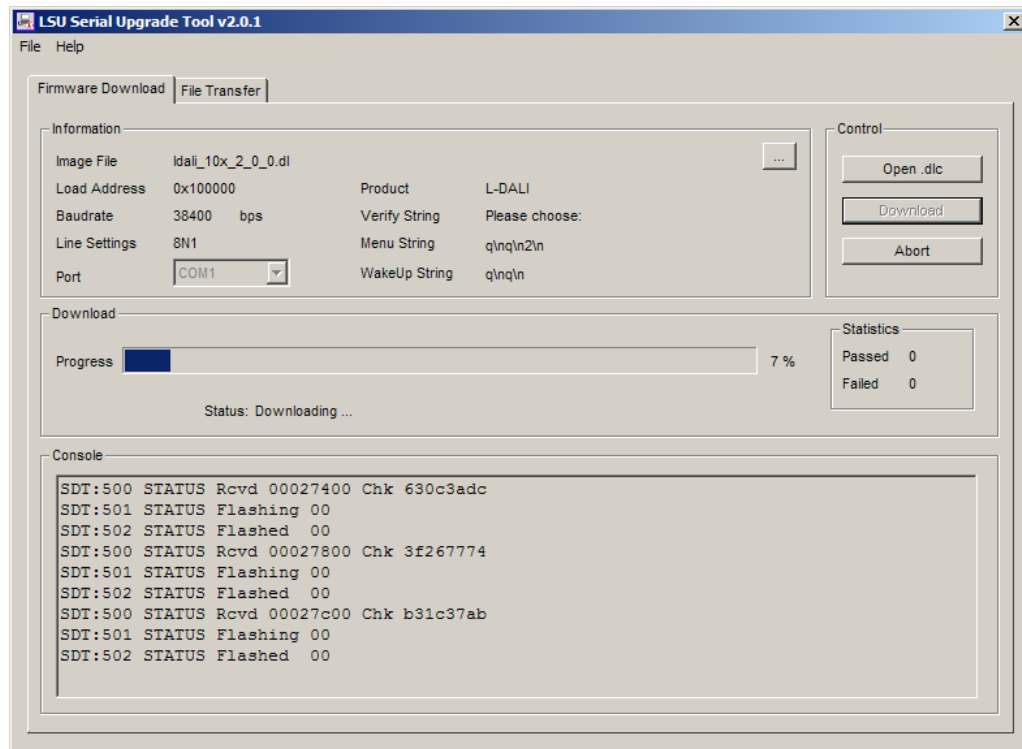 LSU Serial Upgrade Tool v2.0.1
File Help
Firmware Download File Transfer
Information
Image File ldali_10x_2_0_0.dl ...
Load Address 0x100000 Product L-DALI
Baudrate 38400 bps Verify String Please choose:
Line Settings 8N1 Menu String q\nq\n2\n
Port COM1 WakeUp String q\nq\n
Control
Open .dlc
Download
Abort
Download
Progress 7 %
Status: Downloading ...
Statistics
Passed 0
Failed 0
Console
SDT:500 STATUS Rcvd 00027400 Chk 630c3adc
SDT:501 STATUS Flashing 00
SDT:502 STATUS Flashed 00
SDT:500 STATUS Rcvd 00027800 Chk 3f267774
SDT:501 STATUS Flashing 00
SDT:502 STATUS Flashed 00
SDT:500 STATUS Rcvd 00027c00 Chk b31c37ab
SDT:501 STATUS Flashing 00
SDT:502 STATUS Flashed 00